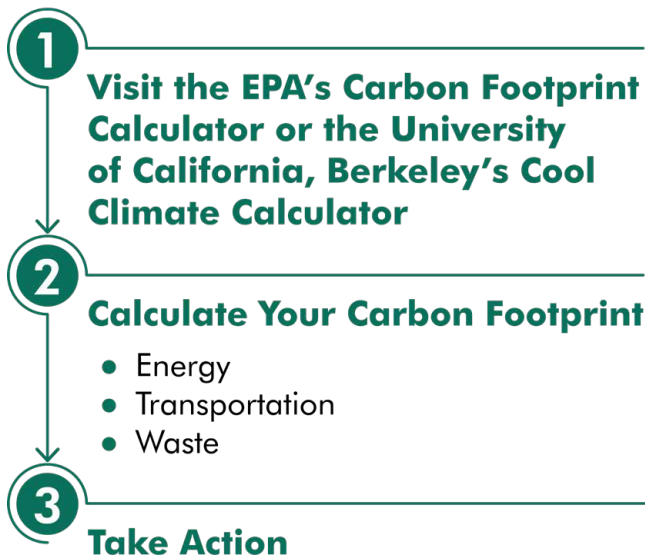 1
Visit the EPA's Carbon Footprint
Calculator or the University
of California, Berkeley's Cool
Climate Calculator
2
Calculate Your Carbon Footprint
• Energy
• Transportation
• Waste
3
Take Action